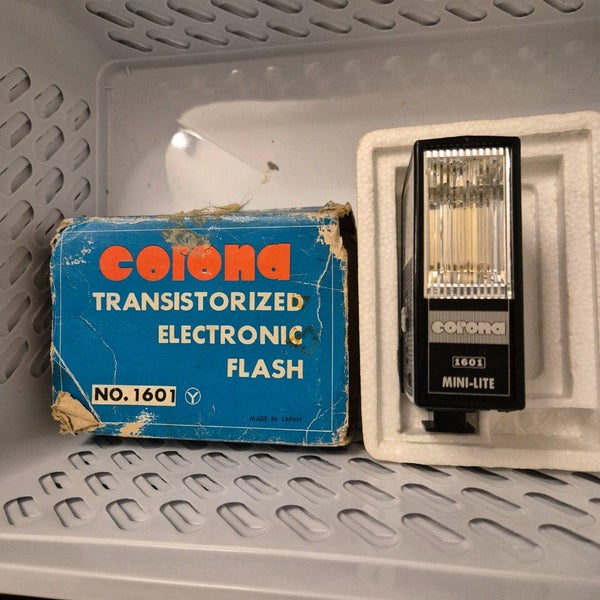 corona
TRANSISTORIZED
ELECTRONIC
FLASH
NO. 1601 Y
MADE IN JAPAN
corona
1601
MINI-LITE